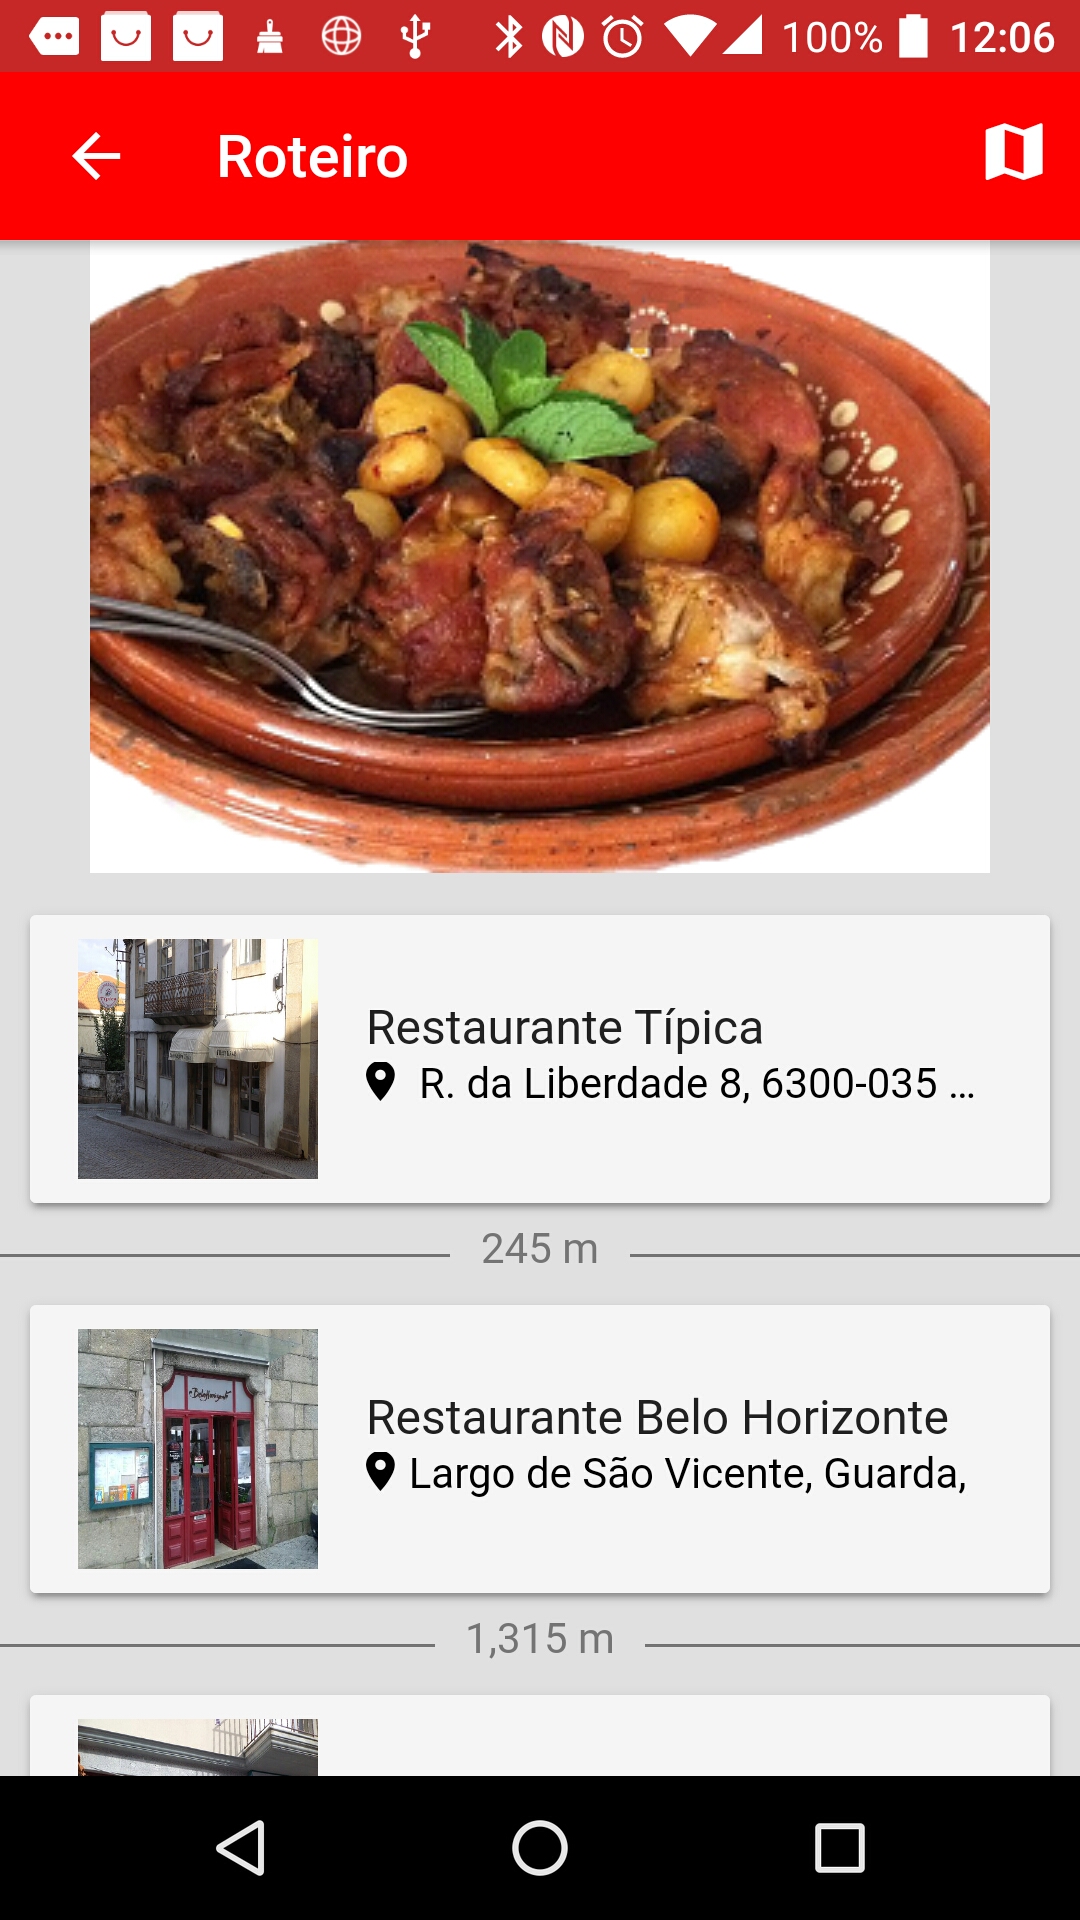 100% 12:06
Roteiro
Restaurante Típica
R. da Liberdade 8, 6300-035 ...
245 m
Restaurante Belo Horizonte
Largo de São Vicente, Guarda,
1,315 m